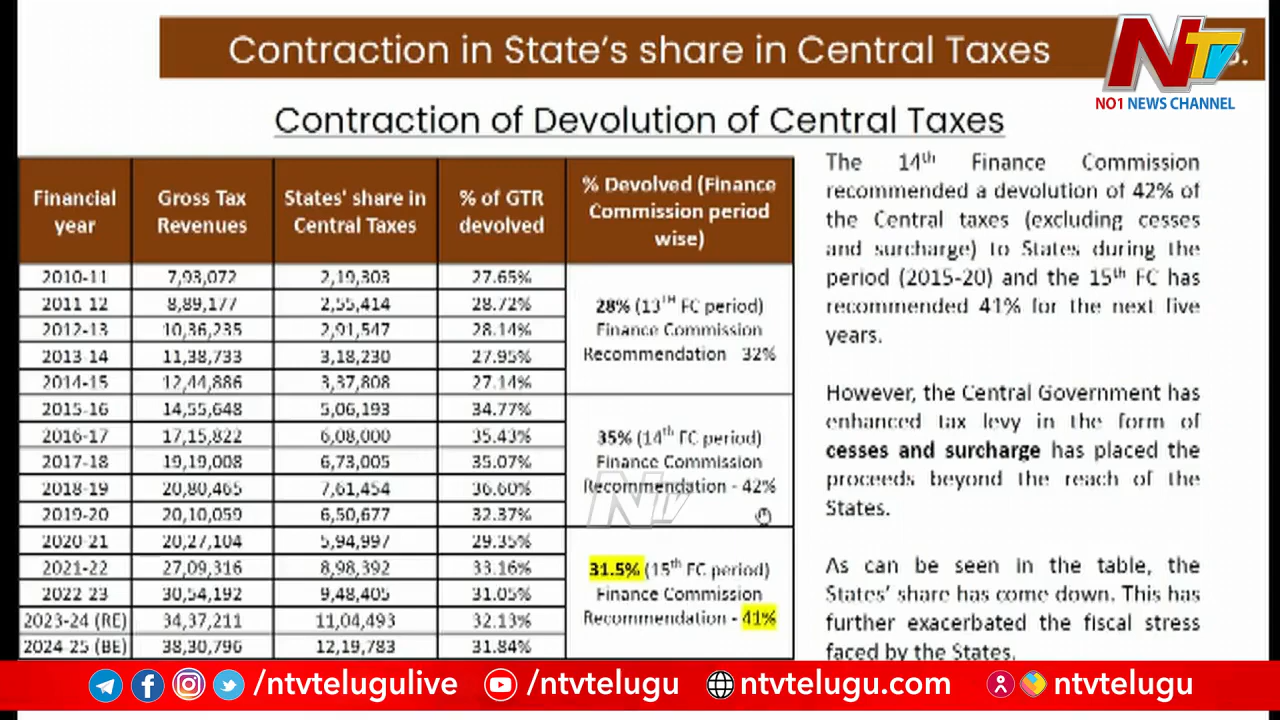 Contraction in State's share in Central Taxes
NTV
NO1 NEWS CHANNEL
Contraction of Devolution of Central Taxes
Financial year | Gross Tax Revenues | States' share in Central Taxes | % of GTR devolved | % Devolved (Finance Commission period wise)
2010-11 7,93,072 2,19,303 27.65%
2011 12 8,89,177 2,55,414 28.72%
2012-13 10,36,235 2,91,547 28.14%
2013-14 11,38,733 3,18,230 27.95%
2014-15 12,44,886 3,37,808 27.14%
28% (13TH FC period)
Finance Commission
Recommendation 32%
2015-16 14,55,648 5,06,193 34.77%
2016-17 17,15,822 6,08,000 35.43%
2017-18 19,19,008 6,73,005 35.07%
2018-19 20,80,465 7,61,454 36.60%
2019-20 20,10,059 6,50,677 32.37%
35% (14th FC period)
Finance Commission
Recommendation - 42%
NTV
2020-21 20,27,104 5,94,997 29.35%
2021-22 27,09,316 8,98,392 33.16%
2022 23 30,54,192 9,48,405 31.05%
2023-24 (RE) 34,37,211 11,04,493 32.13%
2024-25 (BE) 38,30,796 12,19,783 31.84%
31.5% (15th FC period)
Finance Commission
Recommendation - 41%
The 14th Finance Commission
recommended a devolution of 42% of
the Central taxes (excluding cesses
and surcharge) to States during the
period (2015-20) and the 15th FC has
recommended 41% for the next five
years.
However, the Central Government has
enhanced tax levy in the form of
cesses and surcharge has placed the
proceeds beyond the reach of the
States.
As can be seen in the table, the
States' share has come down. This has
further exacerbated the fiscal stress
faced by the States.
/ntvtelugulive /ntvtelugu ntvtelugu.com ntvtelugu